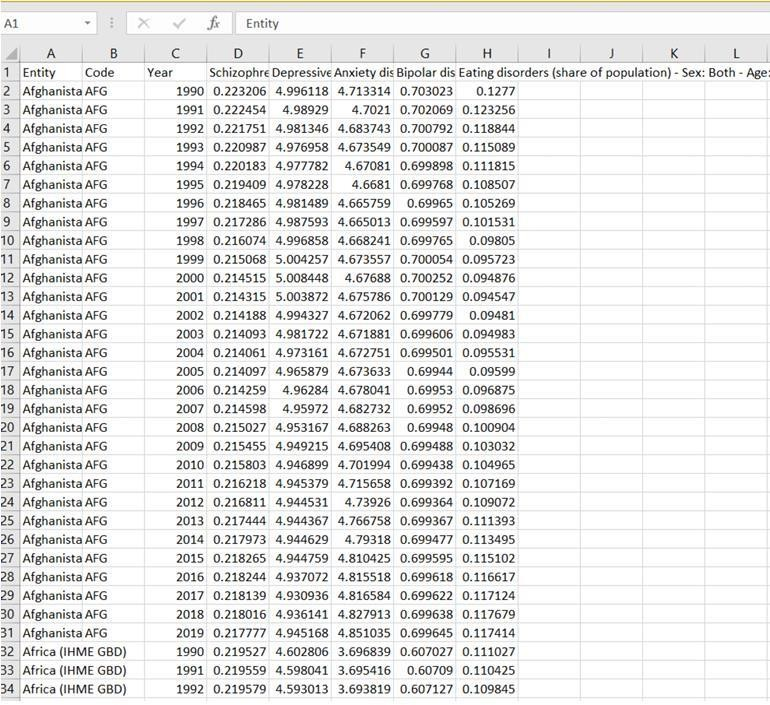 A1 fx Entity
A B C D E F G H I J K L
1 Entity Code Year Schizophre Depressive Anxiety dis Bipolar dis Eating disorders (share of population) - Sex: Both - Age:
2 Afghanista AFG 1990 0.223206 4.996118 4.713314 0.703023 0.1277
3 Afghanista AFG 1991 0.222454 4.98929 4.7021 0.702069 0.123256
4 Afghanista AFG 1992 0.221751 4.981346 4.683743 0.700792 0.118844
5 Afghanista AFG 1993 0.220987 4.976958 4.673549 0.700087 0.115089
6 Afghanista AFG 1994 0.220183 4.977782 4.67081 0.699898 0.111815
7 Afghanista AFG 1995 0.219409 4.978228 4.6681 0.699768 0.108507
8 Afghanista AFG 1996 0.218465 4.981489 4.665759 0.69965 0.105269
9 Afghanista AFG 1997 0.217286 4.987593 4.665013 0.699597 0.101531
10 Afghanista AFG 1998 0.216074 4.996858 4.668241 0.699765 0.09805
11 Afghanista AFG 1999 0.215068 5.004257 4.673557 0.700054 0.095723
12 Afghanista AFG 2000 0.214515 5.008448 4.67688 0.700252 0.094876
13 Afghanista AFG 2001 0.214315 5.003872 4.675786 0.700129 0.094547
14 Afghanista AFG 2002 0.214188 4.994327 4.672062 0.699779 0.09481
15 Afghanista AFG 2003 0.214093 4.981722 4.671881 0.699606 0.094983
16 Afghanista AFG 2004 0.214061 4.973161 4.672751 0.699501 0.095531
17 Afghanista AFG 2005 0.214097 4.965879 4.673633 0.69944 0.09599
18 Afghanista AFG 2006 0.214259 4.96284 4.678041 0.69953 0.096875
19 Afghanista AFG 2007 0.214598 4.95972 4.682732 0.69952 0.098696
20 Afghanista AFG 2008 0.215027 4.953167 4.688263 0.69948 0.100904
21 Afghanista AFG 2009 0.215455 4.949215 4.695408 0.699488 0.103032
22 Afghanista AFG 2010 0.215803 4.946899 4.701994 0.699438 0.104965
23 Afghanista AFG 2011 0.216218 4.945379 4.715658 0.699392 0.107169
24 Afghanista AFG 2012 0.216811 4.944531 4.73926 0.699364 0.109072
25 Afghanista AFG 2013 0.217444 4.944367 4.766758 0.699367 0.111393
26 Afghanista AFG 2014 0.217973 4.944629 4.79318 0.699477 0.113495
27 Afghanista AFG 2015 0.218265 4.944759 4.810425 0.699595 0.115102
28 Afghanista AFG 2016 0.218244 4.937072 4.815518 0.699618 0.116617
29 Afghanista AFG 2017 0.218139 4.930936 4.816584 0.699622 0.117124
30 Afghanista AFG 2018 0.218016 4.936141 4.827913 0.699638 0.117679
31 Afghanista AFG 2019 0.217777 4.945168 4.851035 0.699645 0.117414
32 Africa (IHME GBD) 1990 0.219527 4.602806 3.696839 0.607027 0.111027
33 Africa (IHME GBD) 1991 0.219559 4.598041 3.695416 0.60709 0.110425
34 Africa (IHME GBD) 1992 0.219579 4.593013 3.693819 0.607127 0.109845